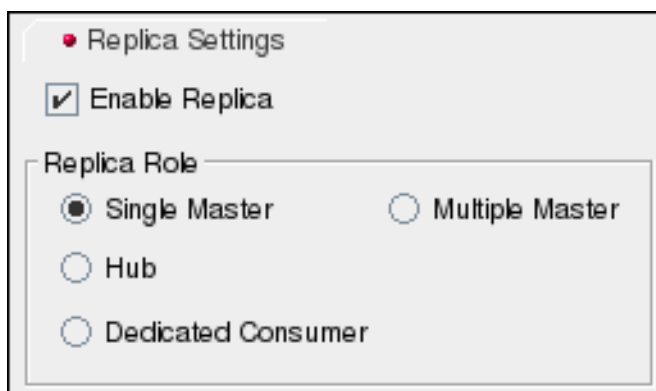 Replica Settings
Enable Replica
Replica Role
Single Master Multiple Master
Hub
Dedicated Consumer